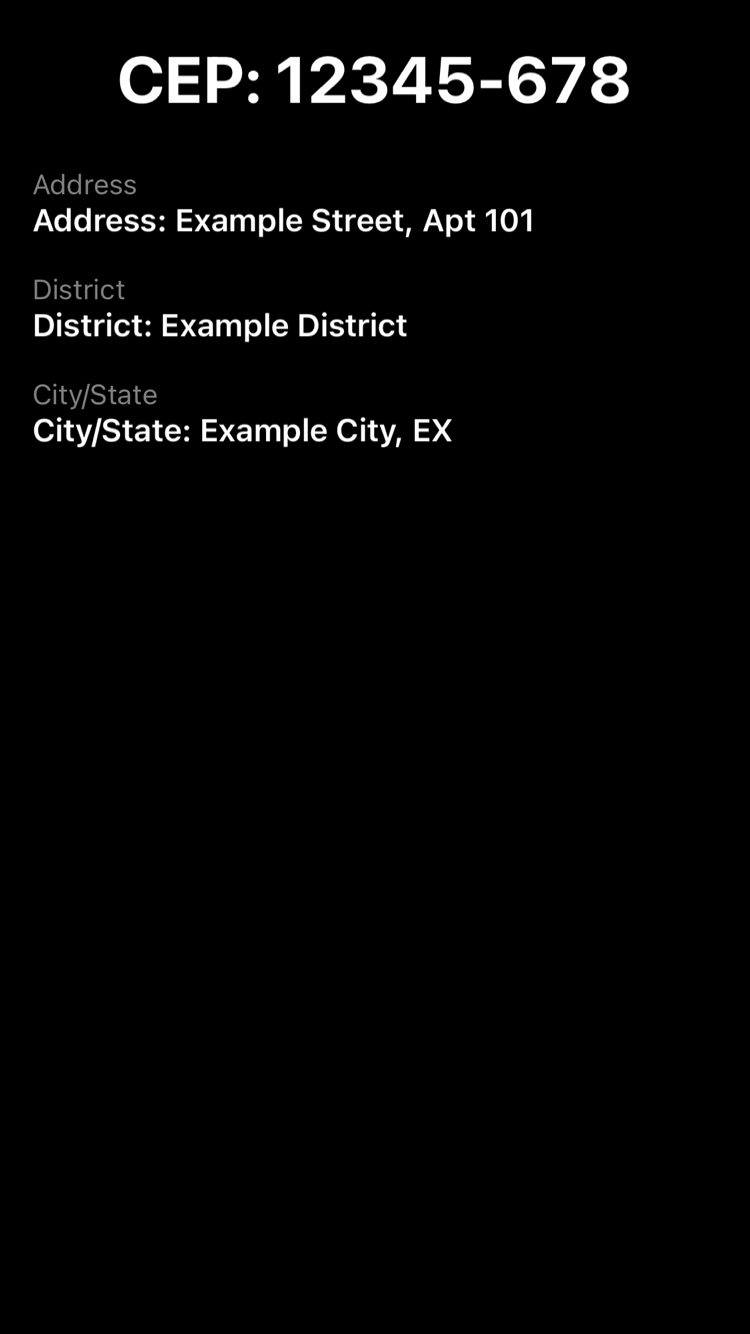 CEP: 12345-678
Address
Address: Example Street, Apt 101
District
District: Example District
City/State
City/State: Example City, EX